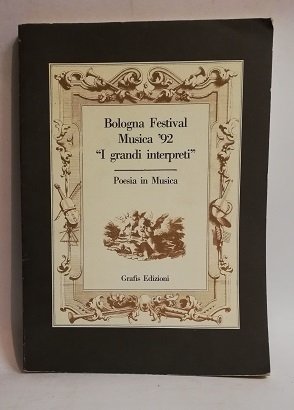 Bologna Festival
Musica '92
“I grandi interpreti”
Poesia in Musica
Grafis Edizioni